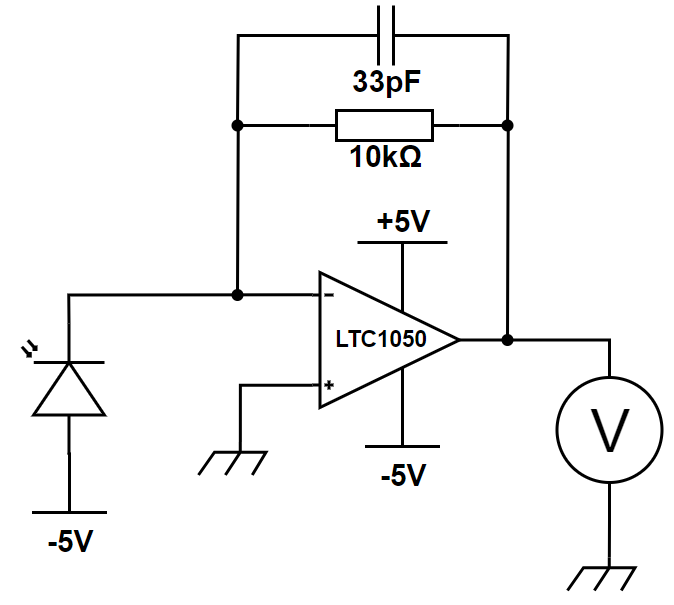 33pF
10kΩ
+5V
-
LTC1050
+
-5V
V
-5V